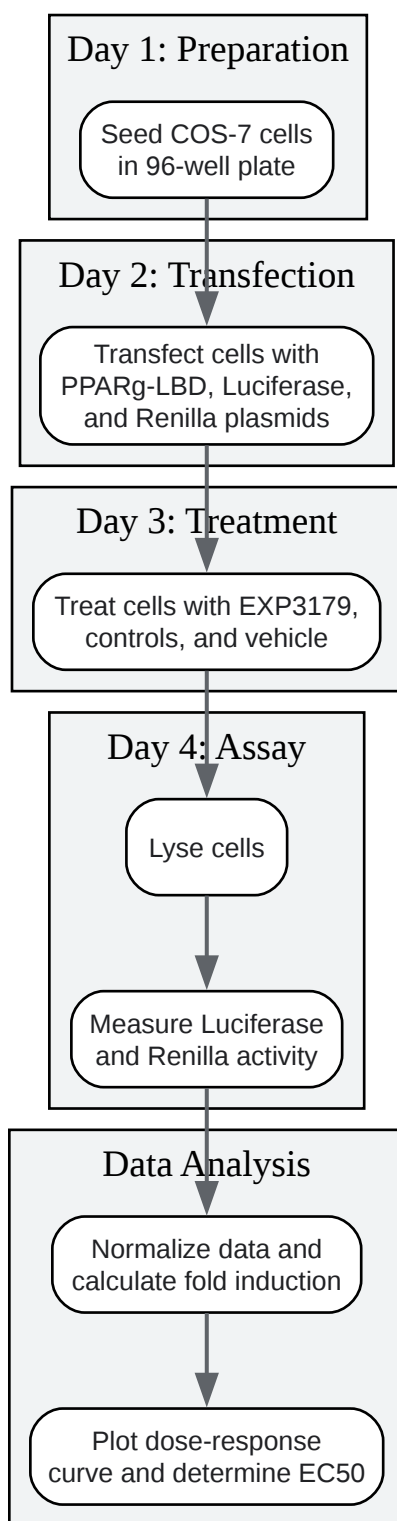 Day 1: Preparation
Seed COS-7 cells
in 96-well plate
Day 2: Transfection
Transfect cells with
PPARg-LBD, Luciferase,
and Renilla plasmids
Day 3: Treatment
Treat cells with EXP3179,
controls, and vehicle
Day 4: Assay
Lyse cells
Measure Luciferase
and Renilla activity
Data Analysis
Normalize data and
calculate fold induction
Plot dose-response
curve and determine EC50